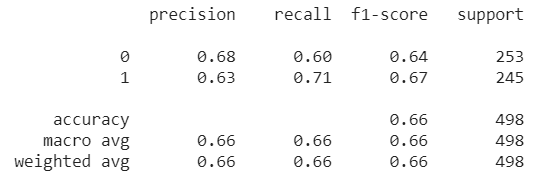 precision recall f1-score support
0 0.68 0.60 0.64 253
1 0.63 0.71 0.67 245
accuracy 0.66 498
macro avg 0.66 0.66 0.66 498
weighted avg 0.66 0.66 0.66 498